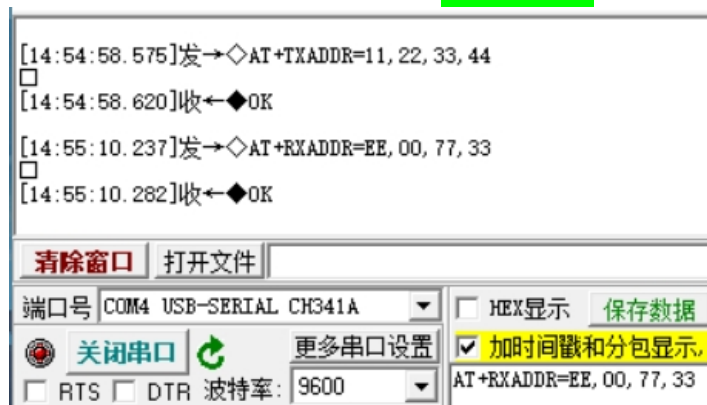 [14:54:58.575]发→◇AT+TXADDR=11,22,33,44
□
[14:54:58.620]收←◆OK
[14:55:10.237]发→◇AT+RXADDR=EE,00,77,33
□
[14:55:10.282]收←◆OK
清除窗口 打开文件
端口号 COM4 USB-SERIAL CH341A HEX显示 保存数据
关闭串口 更多串口设置 加时间戳和分包显示,
RTS DTR 波特率: 9600 AT+RXADDR=EE,00,77,33